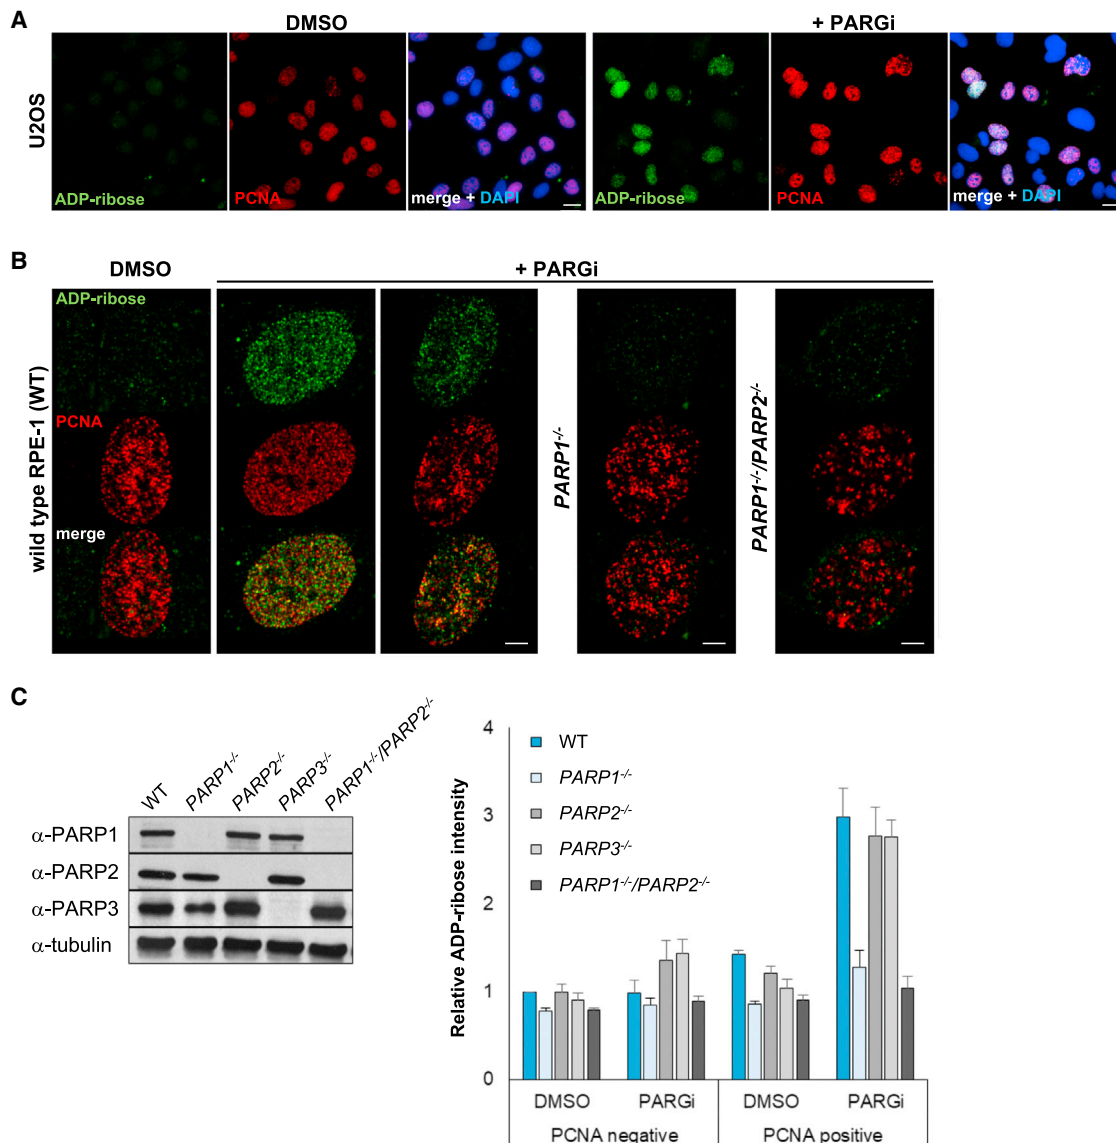 A
DMSO
+ PARGi
U2OS
ADP-ribose
PCNA
merge + DAPI
ADP-ribose
PCNA
merge + DAPI
B
DMSO
+ PARGi
wild type RPE-1 (WT)
ADP-ribose
PCNA
merge
PARP1-/-
PARP1-/-/PARP2-/-
C
WT
PARP1-/-
PARP2-/-
PARP3-/-
PARP1-/-/PARP2-/-
α-PARP1
α-PARP2
α-PARP3
α-tubulin
Relative ADP-ribose intensity
4
3
2
1
0
WT
PARP1-/-
PARP2-/-
PARP3-/-
PARP1-/-/PARP2-/-
DMSO
PARGi
DMSO
PARGi
PCNA negative
PCNA positive